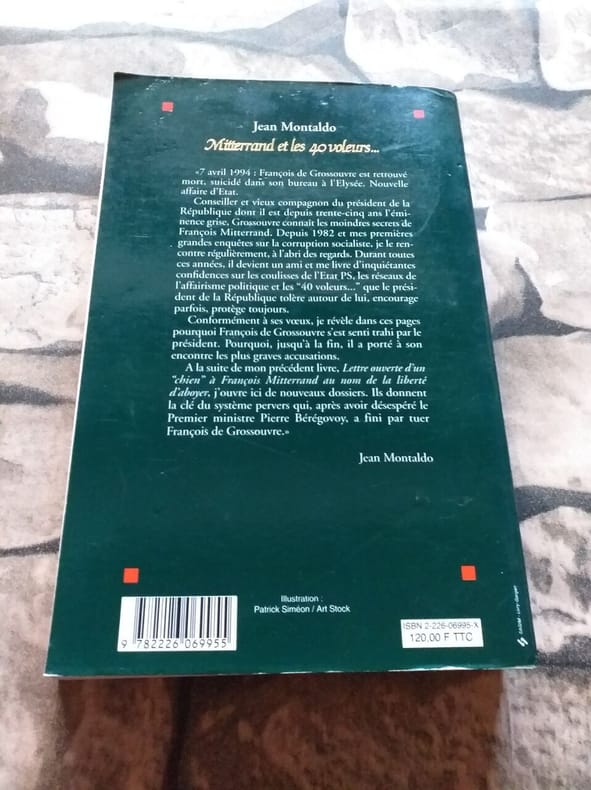 Jean Montaldo
Mitterrand et les 40 voleurs...
«7 avril 1994 : François de Grossouvre est retrouvé
mort, suicidé dans son bureau à l'Elysée. Nouvelle
affaire d'Etat.
Conseiller et vieux compagnon du président de la
République dont il est depuis trente-cinq ans l'émi-
nence grise, Grossouvre connaît les moindres secrets de
François Mitterrand. Depuis 1982 et mes premières
grandes enquêtes sur la corruption socialiste, je le ren-
contre régulièrement, à l'abri des regards. Durant toutes
ces années, il devient un ami et me livre d'inquiétantes
confidences sur les coulisses de l'Etat PS, les réseaux de
l'affairisme politique et les "40 voleurs..." que le prési-
dent de la République tolère autour de lui, encourage
parfois, protège toujours.
Conformément à ses vœux, je révèle dans ces pages
pourquoi François de Grossouvre s'est senti trahi par le
président. Pourquoi, jusqu'à la fin, il a porté à son
encontre les plus graves accusations.
A la suite de mon précédent livre, Lettre ouverte d'un
"chien" à François Mitterrand au nom de la liberté
d'aboyer, j'ouvre ici de nouveaux dossiers. Ils donnent
la clé du système pervers qui, après avoir désespéré le
Premier ministre Pierre Bérégovoy, a fini par tuer
François de Grossouvre.»
Jean Montaldo
Illustration :
Patrick Siméon / Art Stock
ISBN 2-226-06995-X
120,00 F TTC
9 782226 069955